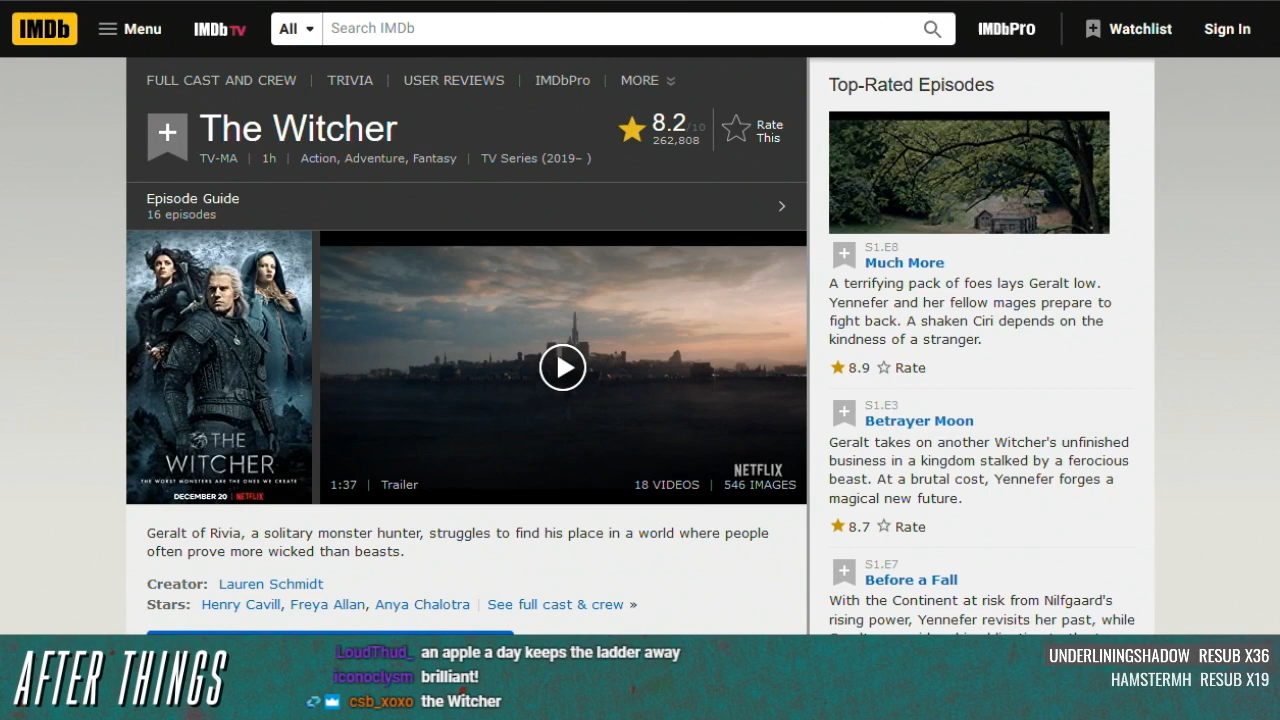 IMDb
Menu
IMDb TV
All
Search IMDb
IMDbPro
Watchlist
Sign In
FULL CAST AND CREW | TRIVIA | USER REVIEWS | IMDbPro | MORE
The Witcher
8.2/10
262,808
Rate This
TV-MA | 1h | Action, Adventure, Fantasy | TV Series (2019– )
Episode Guide
16 episodes
THE
WITCHER
THE WORST MONSTERS ARE THE ONES WE CREATE
DECEMBER 20 | NETFLIX
NETFLIX
1:37 | Trailer
18 VIDEOS | 546 IMAGES
Geralt of Rivia, a solitary monster hunter, struggles to find his place in a world where people
often prove more wicked than beasts.
Creator: Lauren Schmidt
Stars: Henry Cavill, Freya Allan, Anya Chalotra | See full cast & crew »
Top-Rated Episodes
S1.E8
Much More
A terrifying pack of foes lays Geralt low.
Yennefer and her fellow mages prepare to
fight back. A shaken Ciri depends on the
kindness of a stranger.
8.9 Rate
S1.E3
Betrayer Moon
Geralt takes on another Witcher's unfinished
business in a kingdom stalked by a ferocious
beast. At a brutal cost, Yennefer forges a
magical new future.
8.7 Rate
S1.E7
Before a Fall
With the Continent at risk from Nilfgaard's
rising power, Yennefer revisits her past, while
AFTER THINGS
LoudThud_ an apple a day keeps the ladder away
iconoclysm brilliant!
csb_xoxo the Witcher
UNDERLININGSHADOW RESUB X36
HAMSTERMH RESUB X19